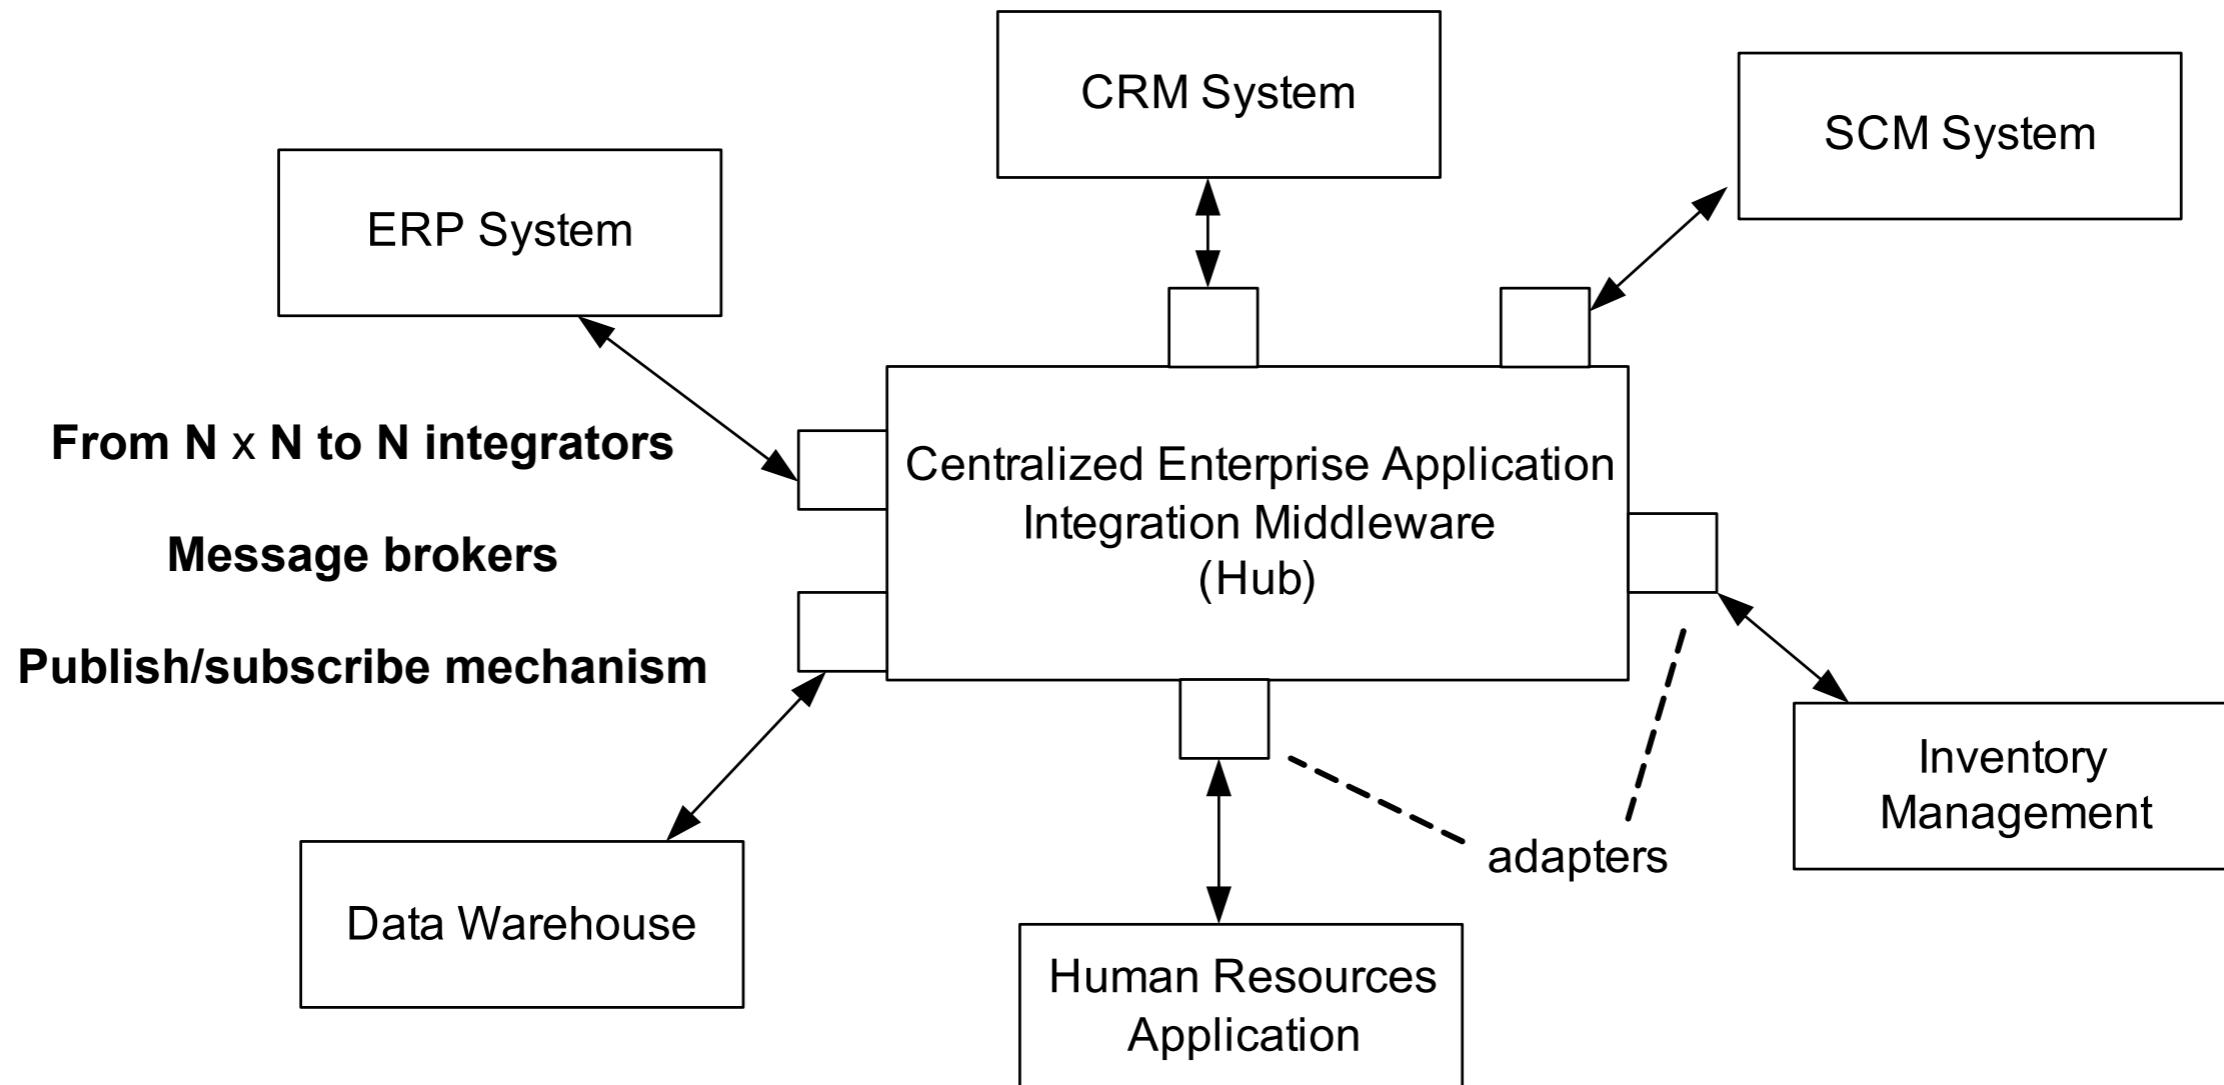 CRM System
SCM System
ERP System
From N x N to N integrators
Message brokers
Publish/subscribe mechanism
Centralized Enterprise Application
Integration Middleware
(Hub)
Inventory
Management
adapters
Data Warehouse
Human Resources
Application